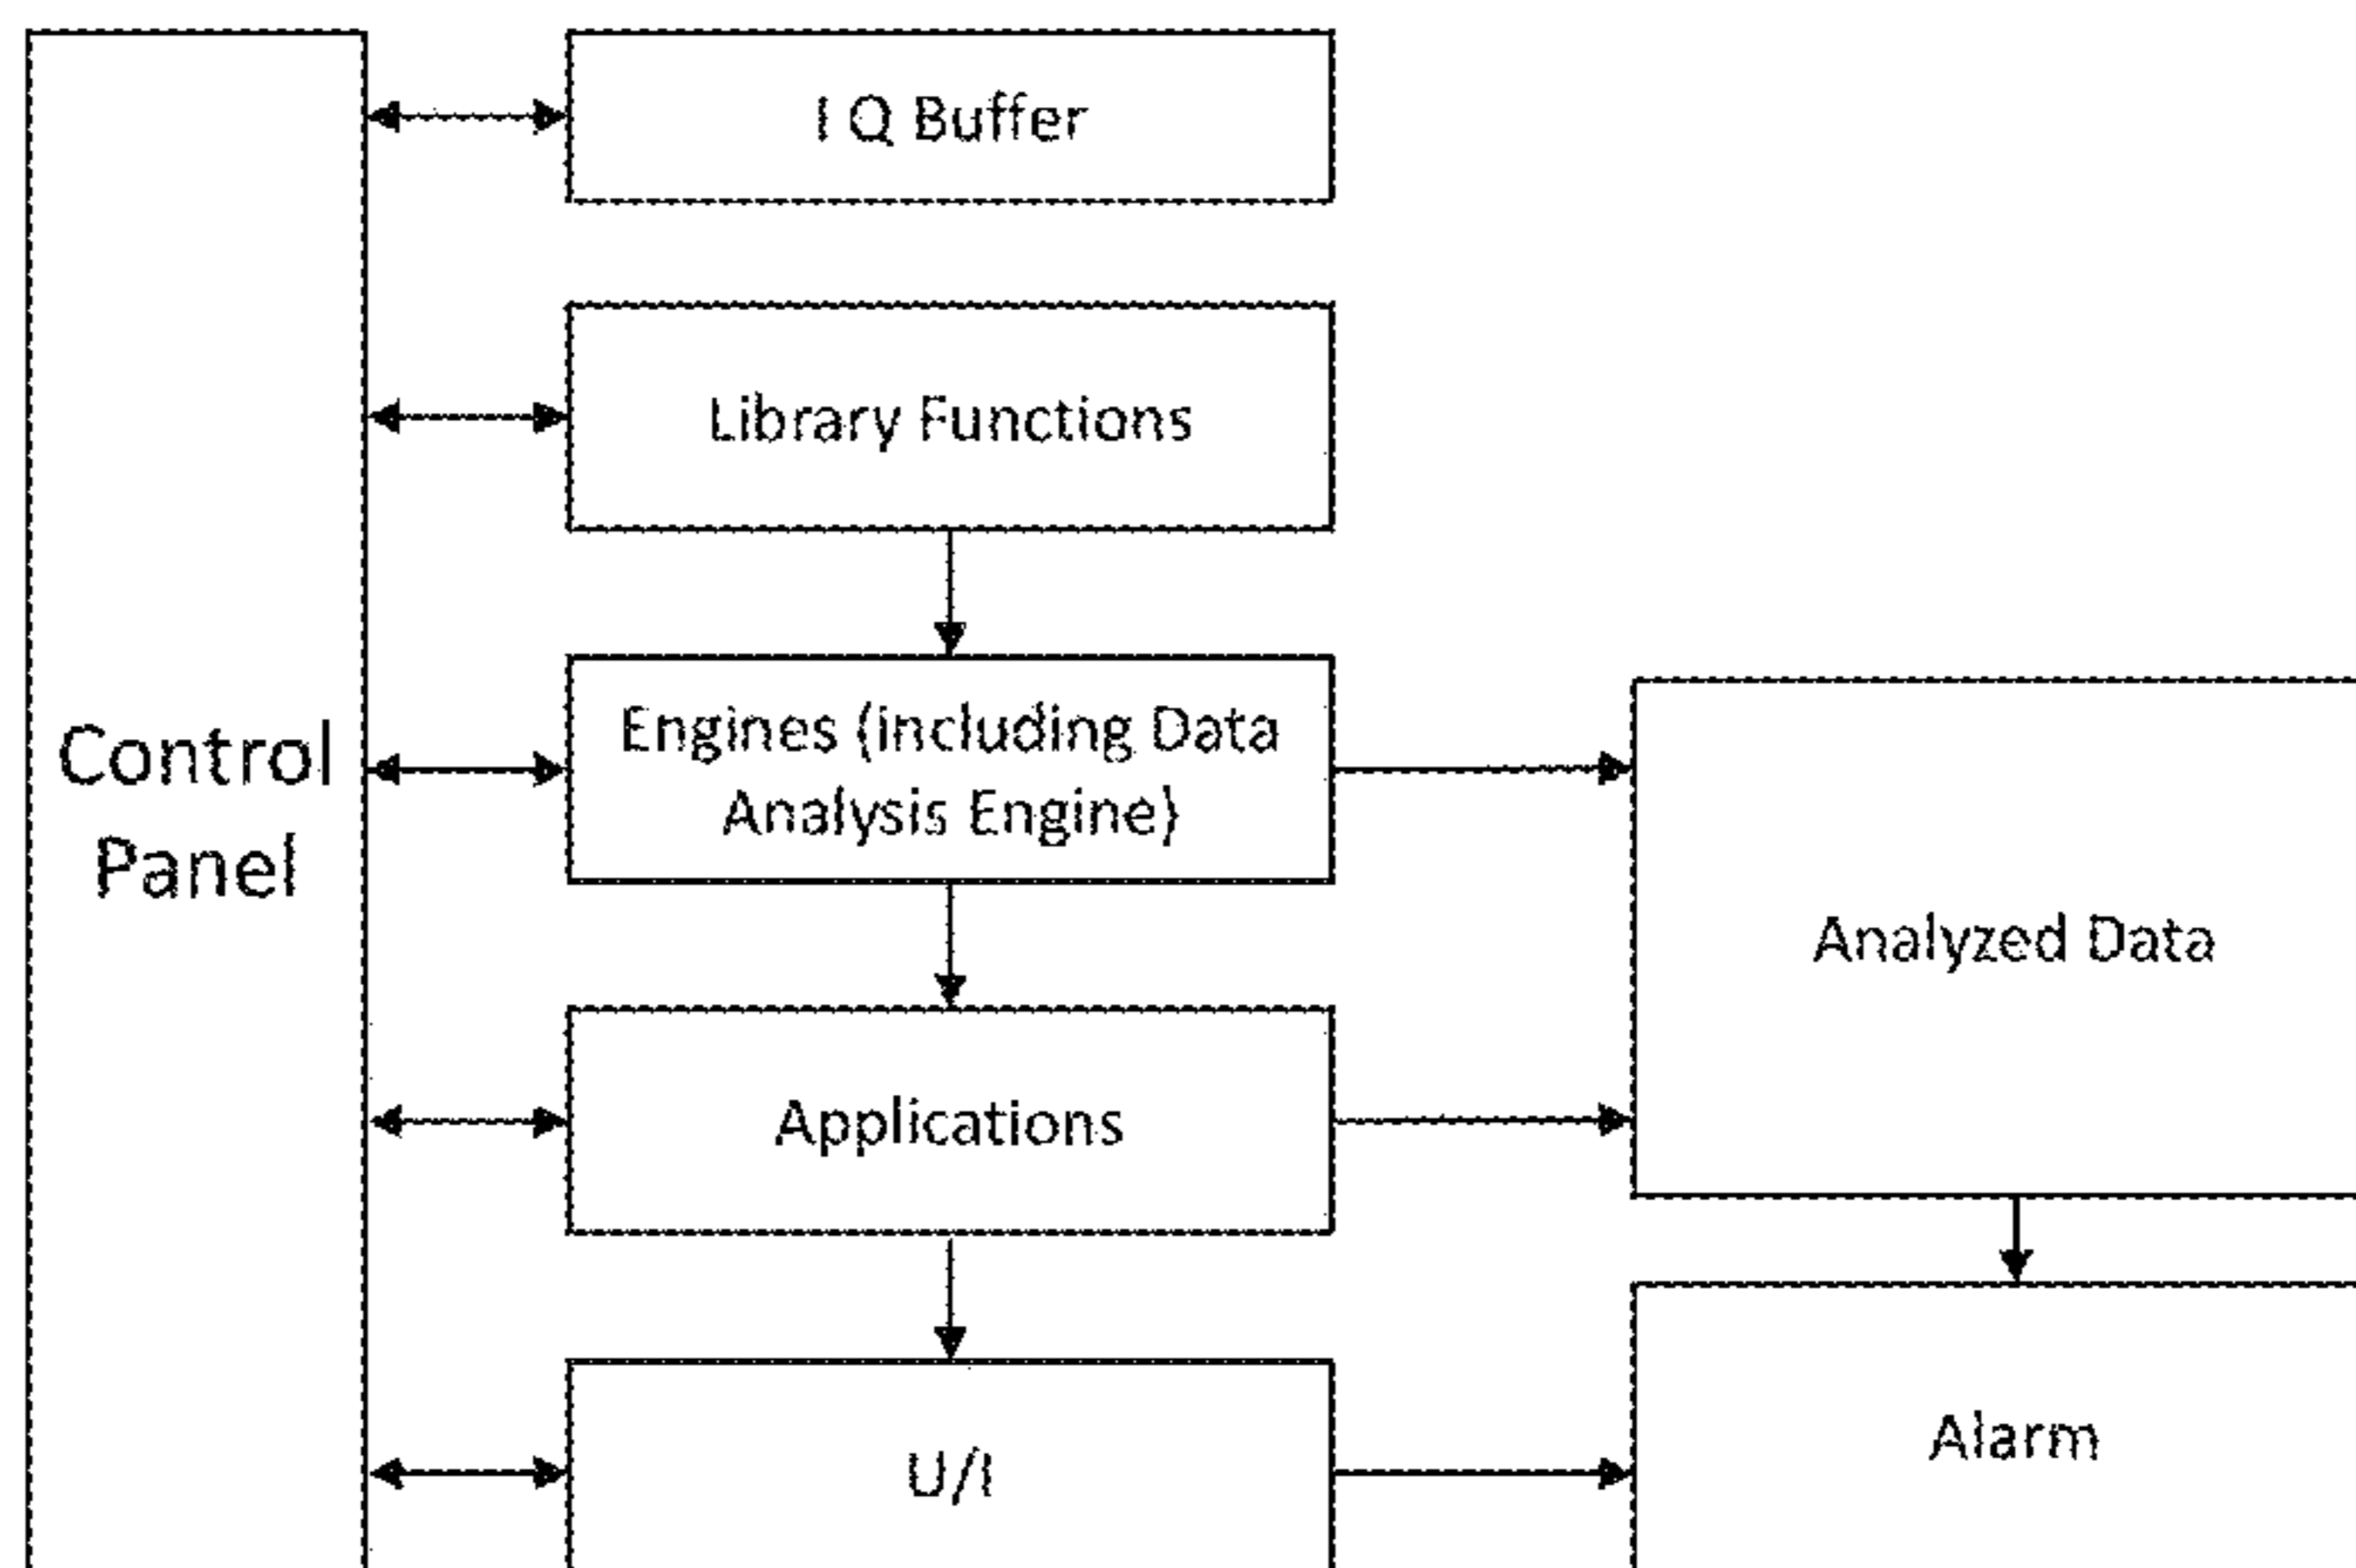 I Q Buffer
Library Functions
Control
Panel
Engines (including Data
Analysis Engine)
Analyzed Data
Applications
Alarm
U/I